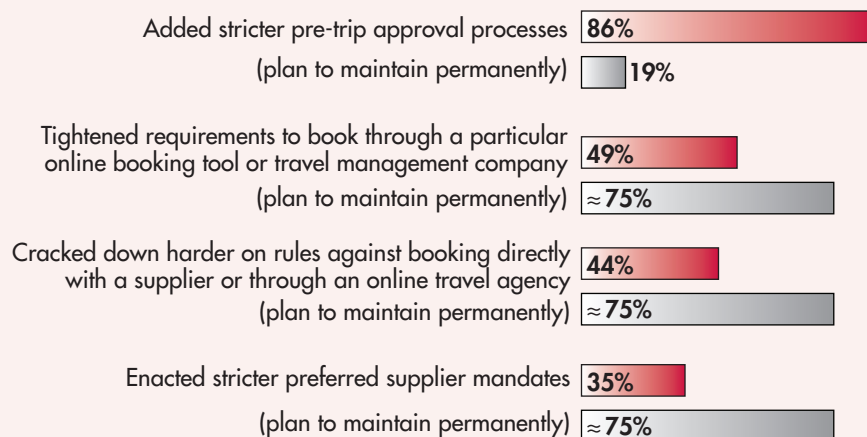 Added stricter pre-trip approval processes 86%
(plan to maintain permanently) 19%
Tightened requirements to book through a particular
online booking tool or travel management company 49%
(plan to maintain permanently) ≈75%
Cracked down harder on rules against booking directly
with a supplier or through an online travel agency 44%
(plan to maintain permanently) ≈75%
Enacted stricter preferred supplier mandates 35%
(plan to maintain permanently) ≈75%